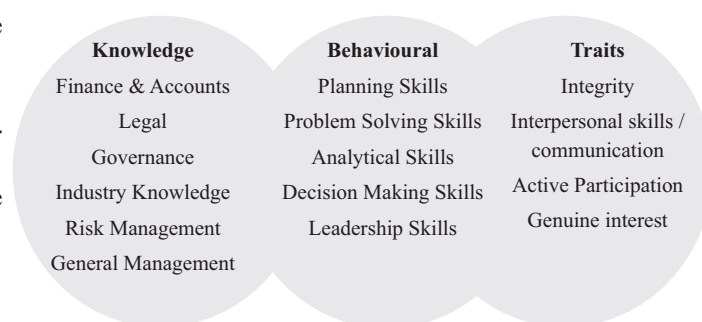 Knowledge
Finance & Accounts
Legal
Governance
Industry Knowledge
Risk Management
General Management
Behavioural
Planning Skills
Problem Solving Skills
Analytical Skills
Decision Making Skills
Leadership Skills
Traits
Integrity
Interpersonal skills /
communication
Active Participation
Genuine interest